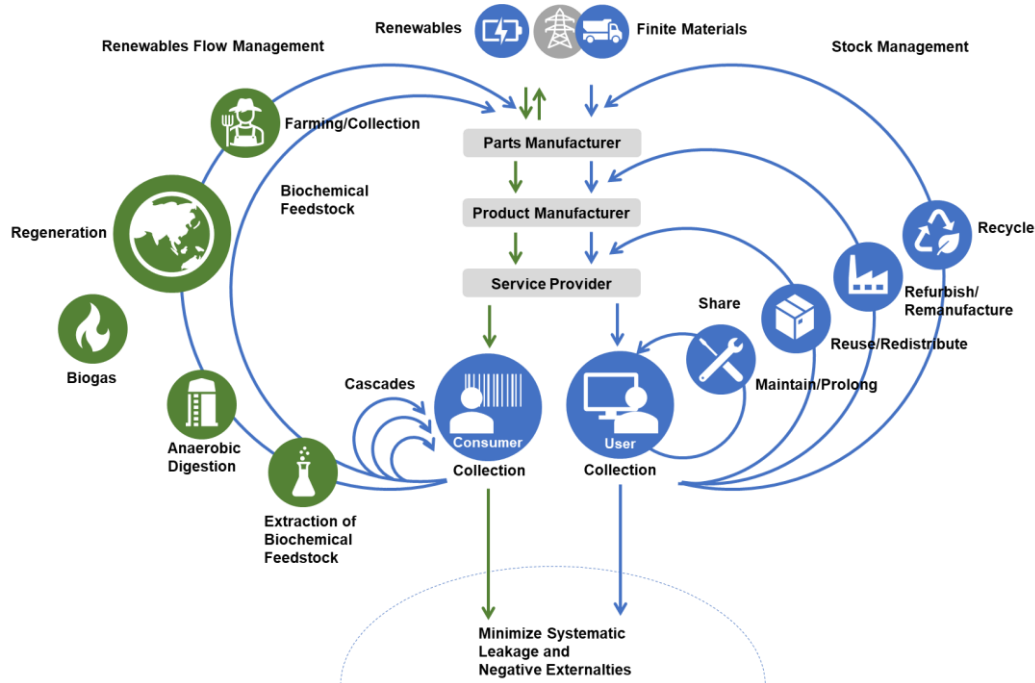 Renewables
Finite Materials
Renewables Flow Management
Stock Management
Farming/Collection
Parts Manufacturer
Biochemical
Feedstock
Regeneration
Product Manufacturer
Recycle
Service Provider
Share
Refurbish/
Remanufacture
Reuse/Redistribute
Biogas
Cascades
Maintain/Prolong
Consumer
User
Anaerobic
Digestion
Collection
Collection
Extraction of
Biochemical
Feedstock
Minimize Systematic
Leakage and
Negative Externalties